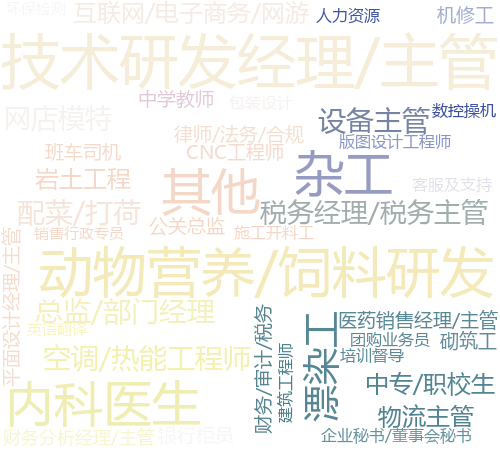 环保检测
互联网/电子商务/网游
人力资源
机修工
技术研发经理/主管
中学教师
包装设计
网店模特
设备主管
数控操机
律师/法务/合规
版图设计工程师
班车司机
CNC工程师
杂工
岩土工程
其他
客服及支持
配菜/打荷
税务经理/税务主管
公关总监
销售行政专员
施工开料工
平面设计经理/主管
动物营养/饲料研发
总监/部门经理
财务/审计/税务
漂染工
医药销售经理/主管
英语翻译
团购业务员
砌筑工
空调/热能工程师
建筑工程师
培训督导
中专/职校生
内科医生
物流主管
财务分析经理/主管
银行柜员
企业秘书/董事会秘书